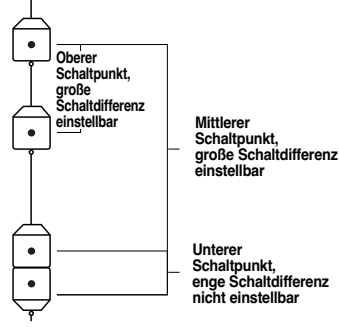 Oberer
Schaltpunkt,
große
Schaltdifferenz
einstellbar
Mittlerer
Schaltpunkt,
große Schaltdifferenz
einstellbar
Unterer
Schaltpunkt,
enge Schaltdifferenz
nicht einstellbar